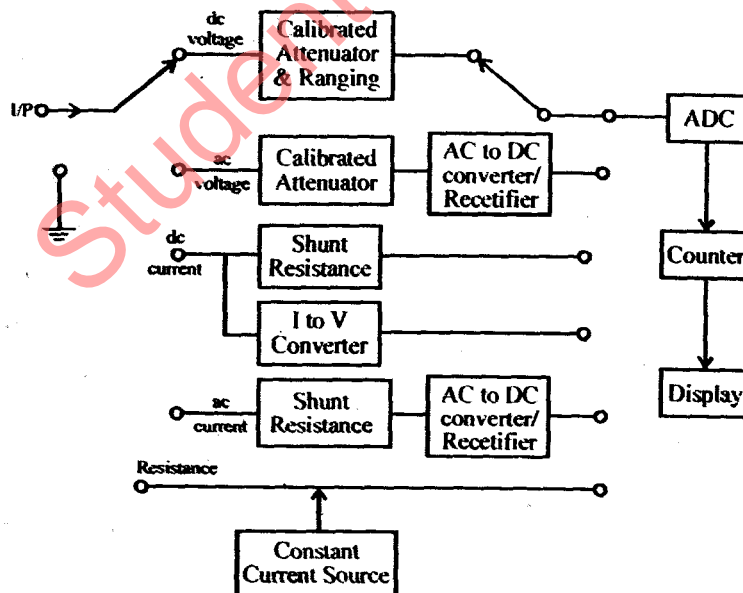 dc
voltage
Calibrated
Attenuator
& Ranging
I/P
ADC
ac
voltage
Calibrated
Attenuator
AC to DC
converter/
Recetifier
dc
current
Shunt
Resistance
Counter
I to V
Converter
ac
current
Shunt
Resistance
AC to DC
converter/
Recetifier
Display
Resistance
Constant
Current Source
Student